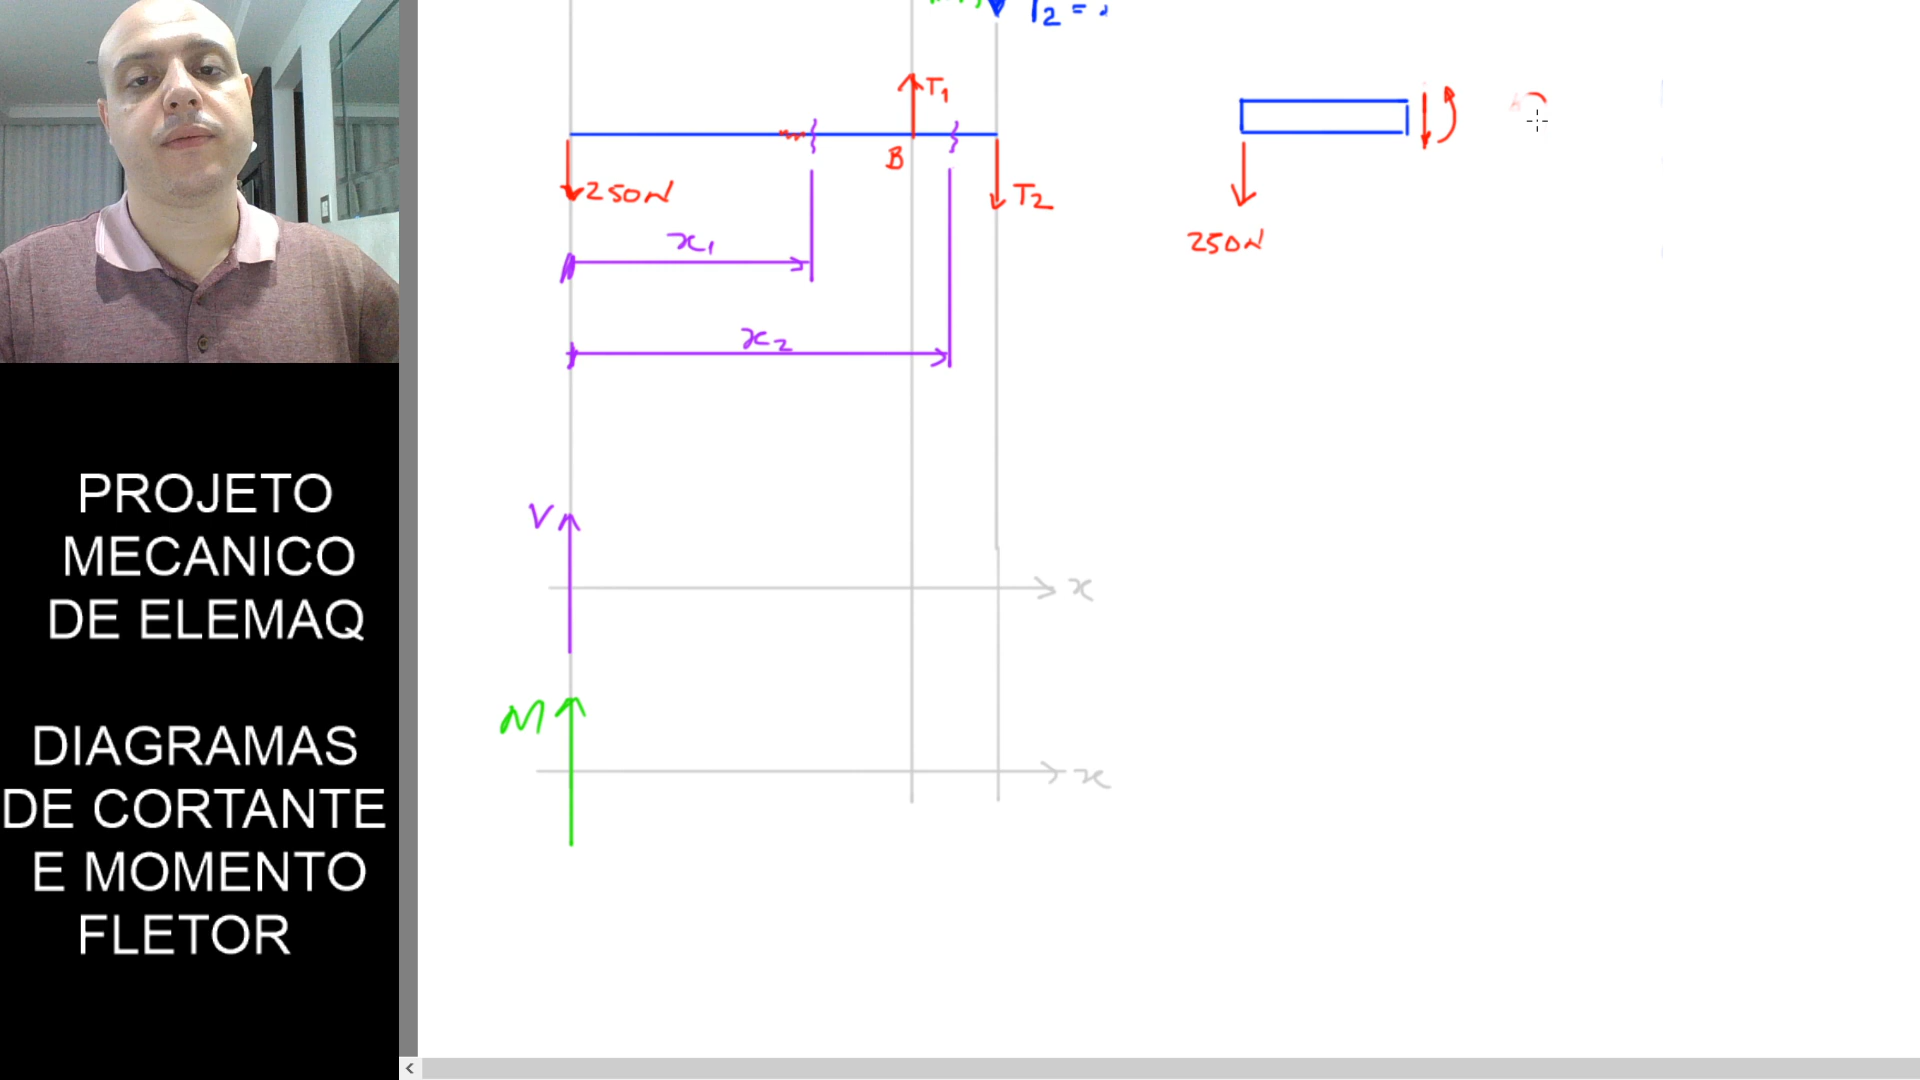 T2 =
T1
B
250N
T2
x1
x2
250N
V
x
M
x
PROJETO
MECANICO
DE ELEMAQ
DIAGRAMAS
DE CORTANTE
E MOMENTO
FLETOR